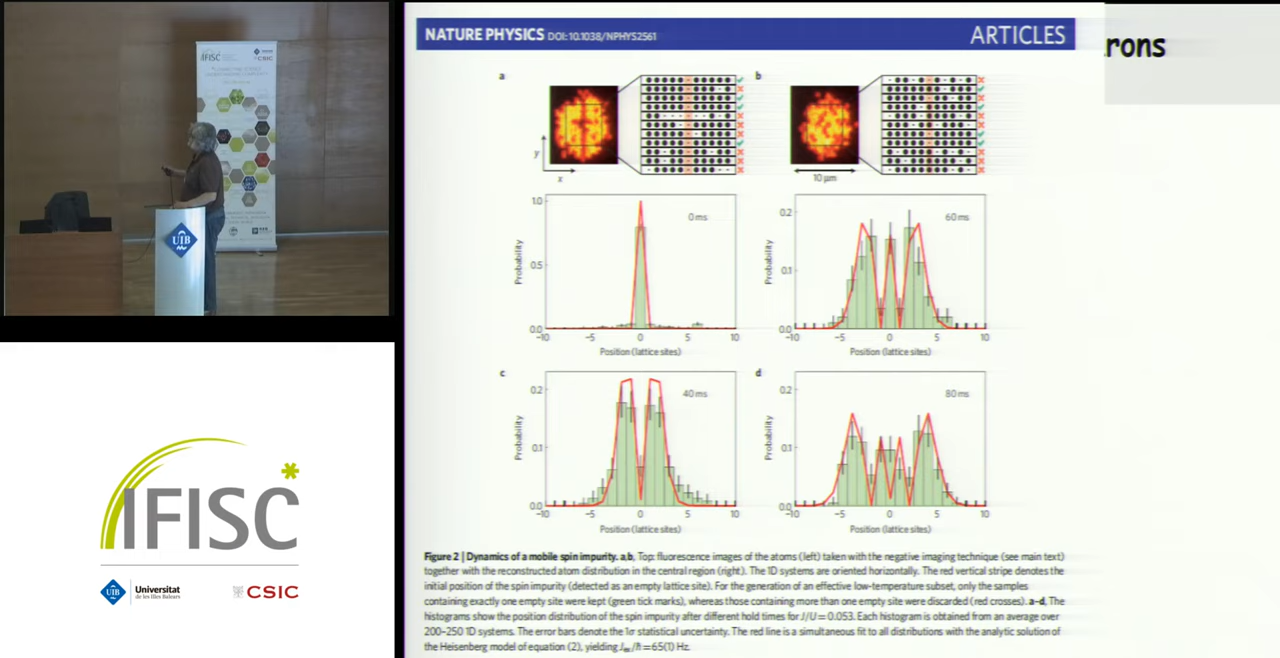 IFISC
CSIC
UIB
NATURE PHYSICS DOI: 10.1038/NPHYS2561
ARTICLES
rons
a
b
y
x
10 µm
1.0
0.5
0.0
Probability
0 ms
-10 -5 0 5 10
Position (lattice sites)
0.2
0.1
0.0
Probability
60 ms
-10 -5 0 5 10
Position (lattice sites)
c
0.2
0.1
0.0
Probability
40 ms
-10 -5 0 5 10
Position (lattice sites)
d
0.2
0.1
0.0
Probability
80 ms
-10 -5 0 5 10
Position (lattice sites)
Figure 2 | Dynamics of a mobile spin impurity. a,b, Top: fluorescence images of the atoms (left) taken with the negative imaging technique (see main text)
together with the reconstructed atom distribution in the central region (right). The 1D systems are oriented horizontally. The red vertical stripe denotes the
initial position of the spin impurity (detected as an empty lattice site). For the generation of an effective low-temperature subset, only the samples
containing exactly one empty site were kept (green tick marks), whereas those containing more than one empty site were discarded (red crosses). a-d, The
histograms show the position distribution of the spin impurity after different hold times for J/U = 0.053. Each histogram is obtained from an average over
200-250 1D systems. The error bars denote the 1σ statistical uncertainty. The red line is a simultaneous fit to all distributions with the analytic solution of
the Heisenberg model of equation (2), yielding Jex/ħ = 65(1) Hz.
IFISC
UIB
Universitat
de les Illes Balears
CSIC